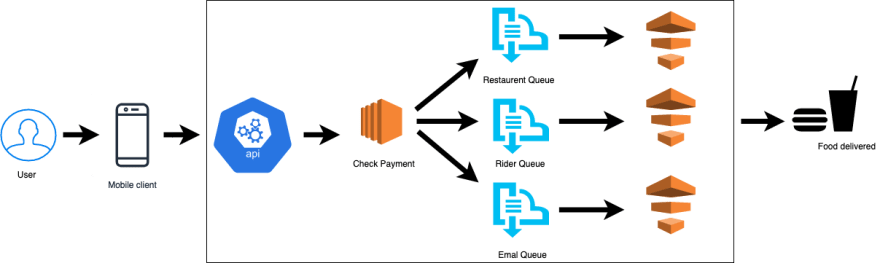 Restaurent Queue
api
Check Payment
Rider Queue
User
Mobile client
Food delivered
Emal Queue